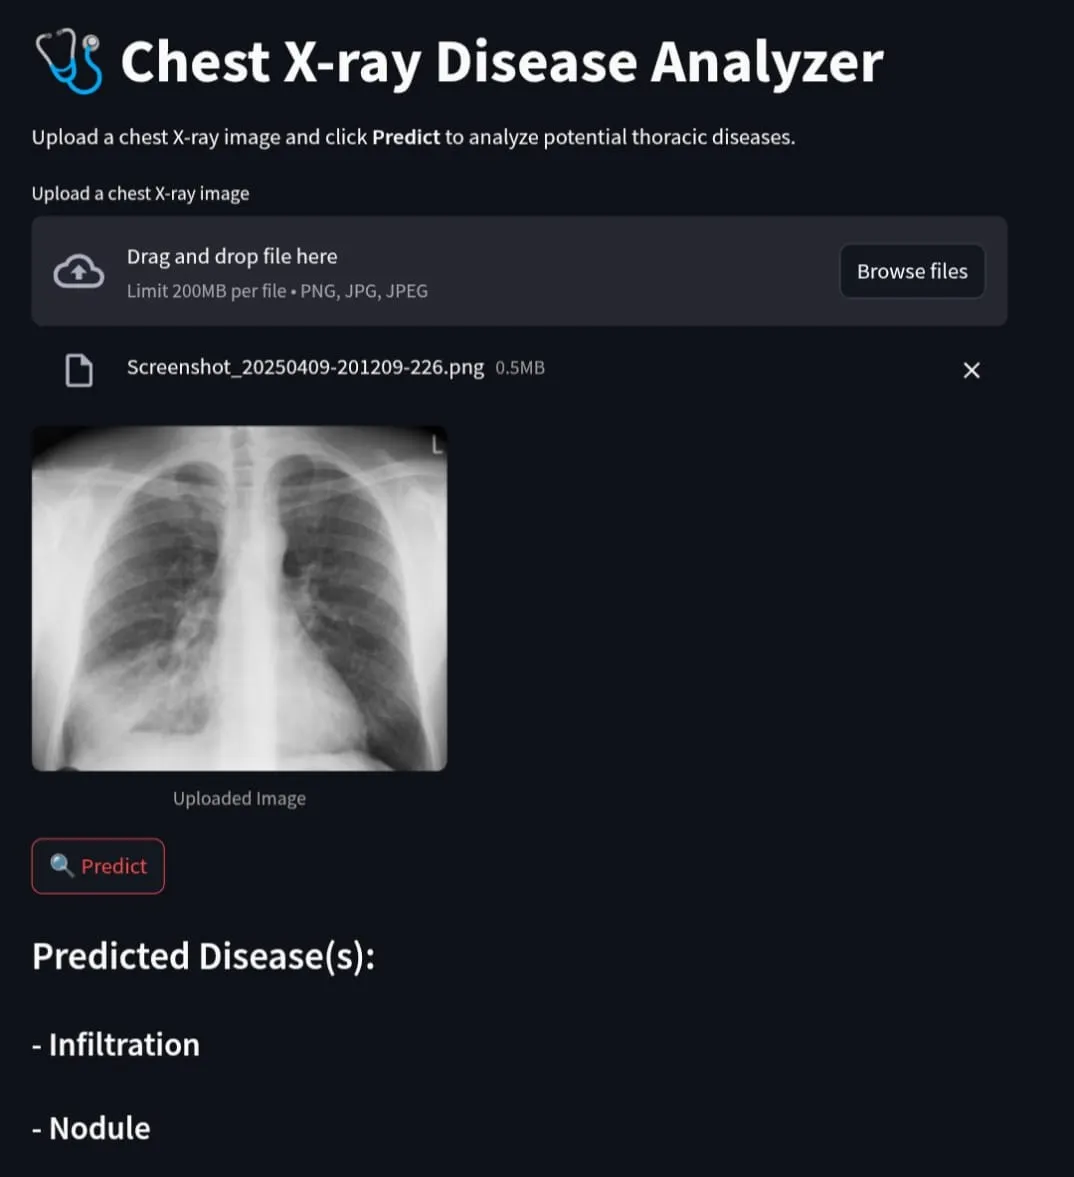 Chest X-ray Disease Analyzer
Upload a chest X-ray image and click Predict to analyze potential thoracic diseases.
Upload a chest X-ray image
Drag and drop file here
Limit 200MB per file • PNG, JPG, JPEG
Browse files
Screenshot_20250409-201209-226.png 0.5MB
L
Uploaded Image
Predict
Predicted Disease(s):
- Infiltration
- Nodule